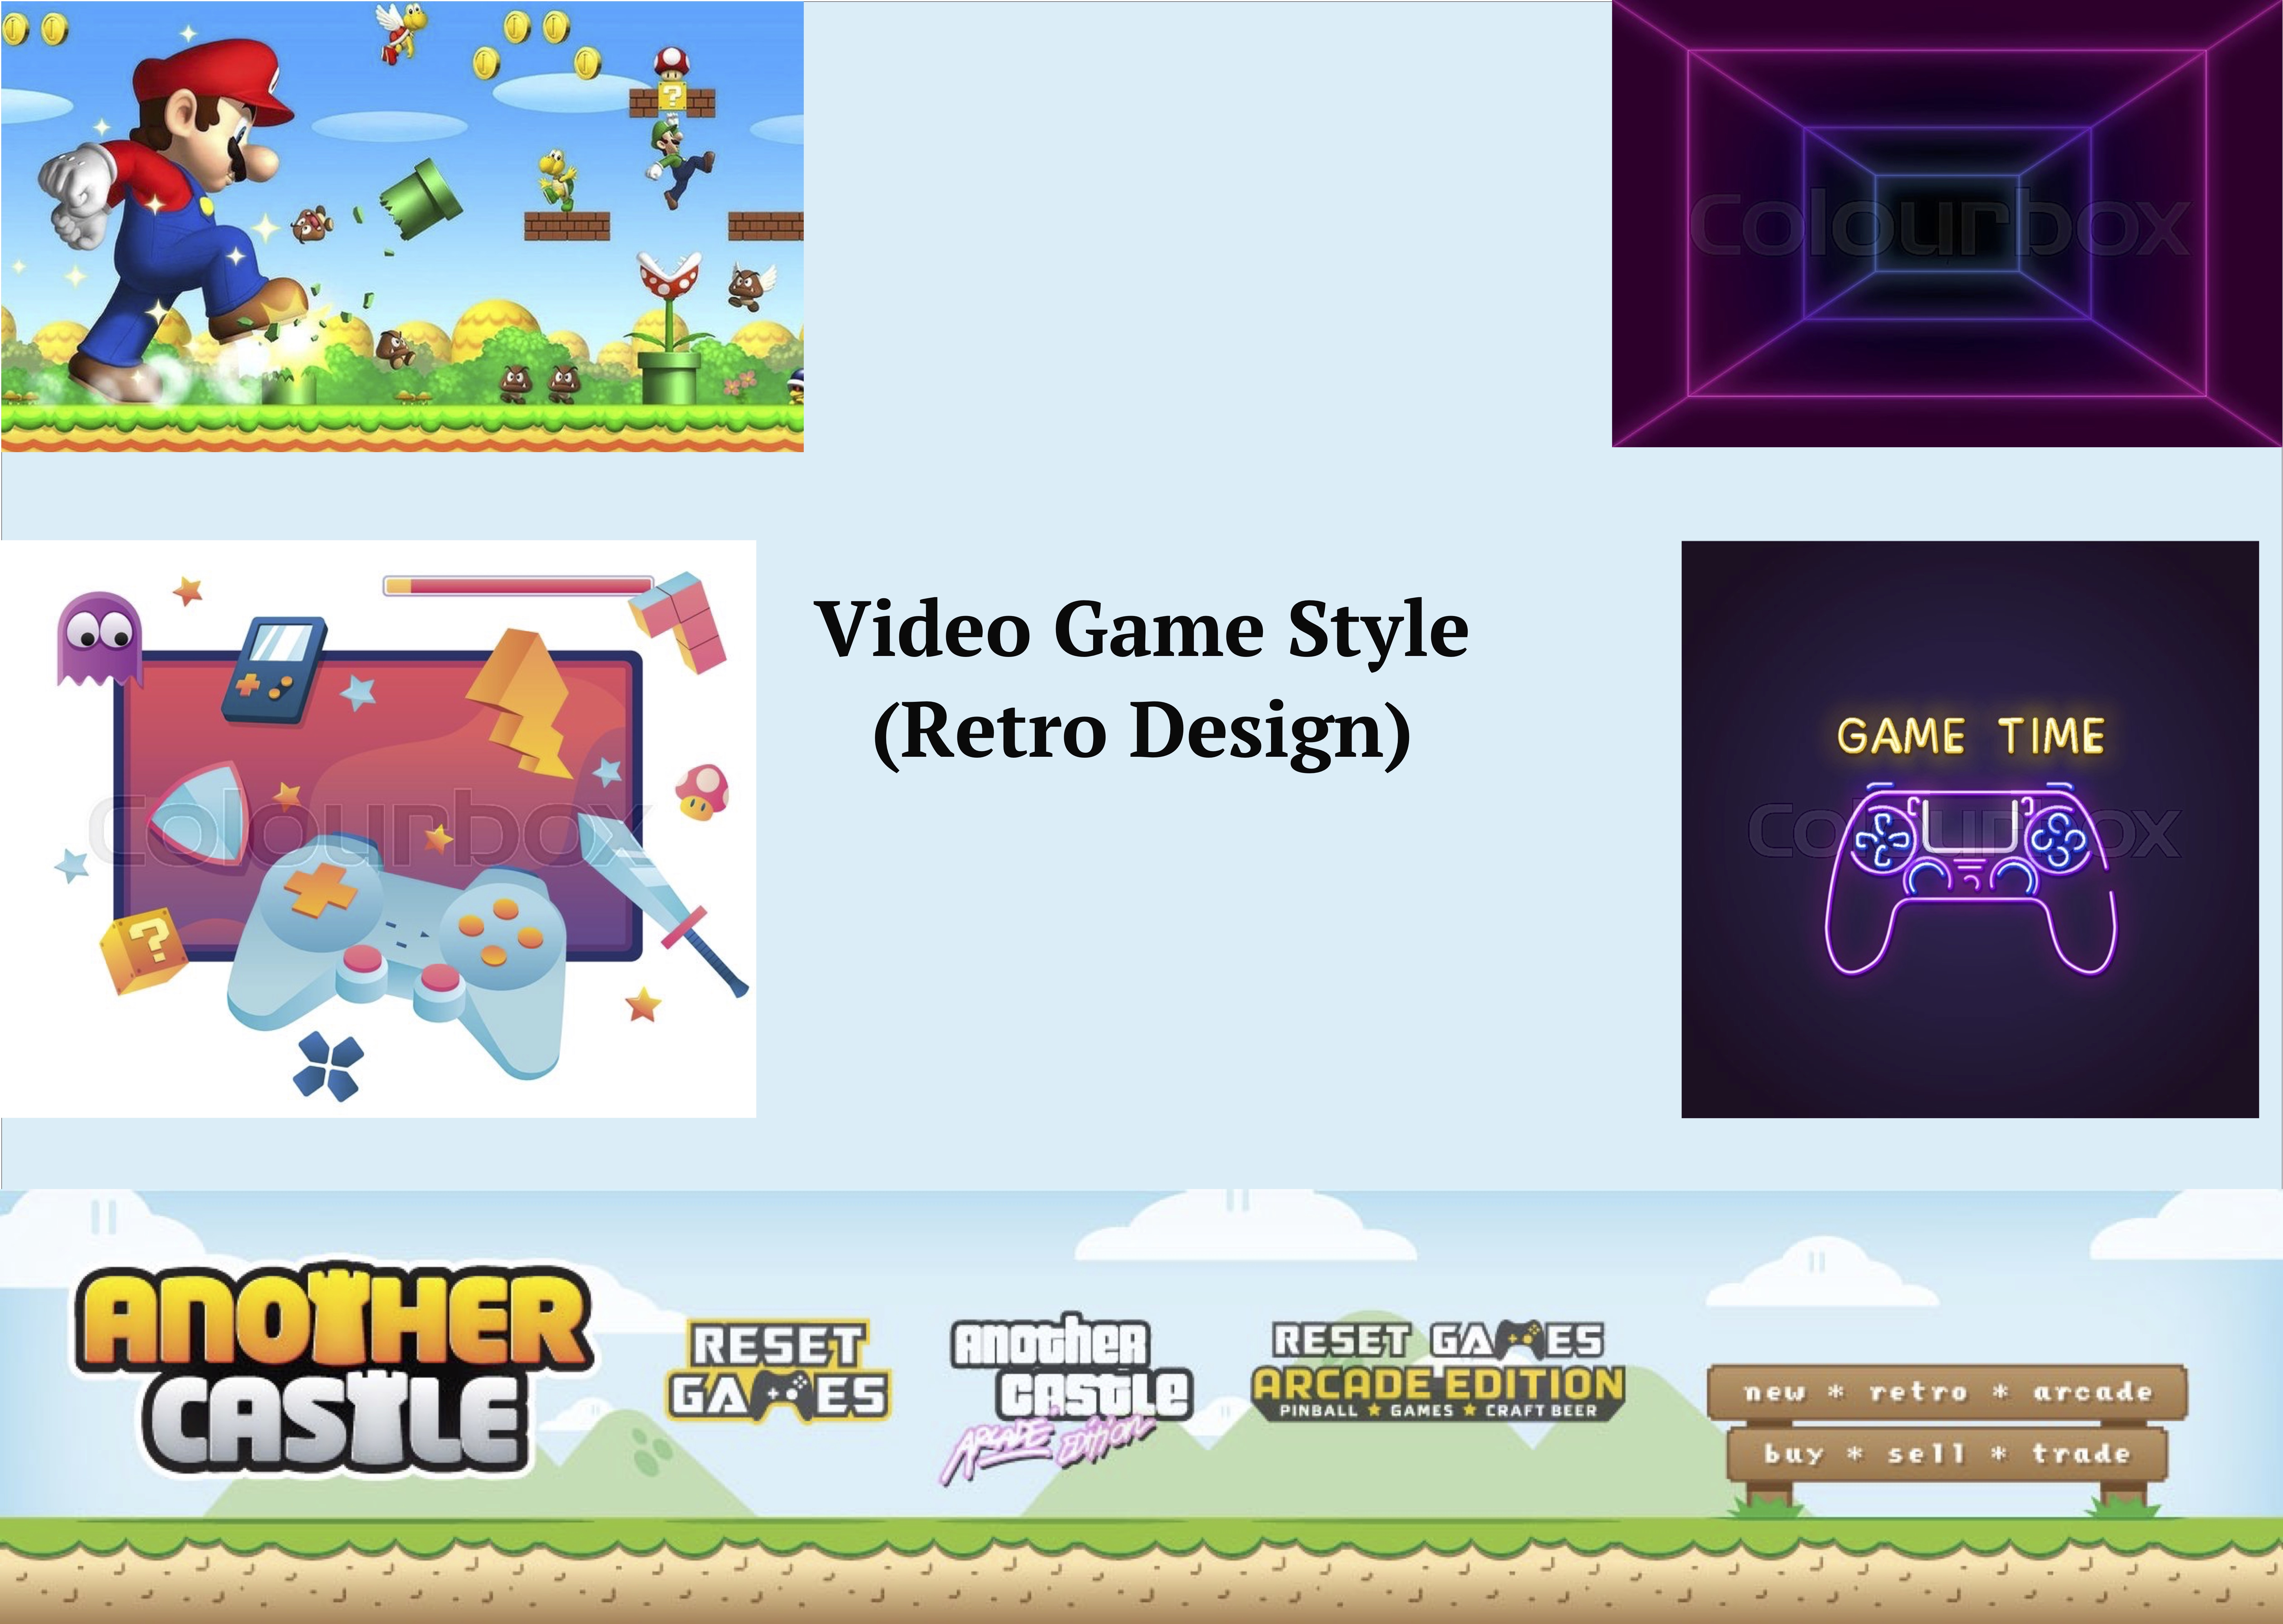 ?
colourbox
Video Game Style
(Retro Design)
colourbox
?
GAME TIME
colourbox
ANOTHER
CASTLE
RESET
GAMES
another
castle
ARCADE EDITION
RESET GAMES
ARCADE EDITION
PINBALL ★ GAMES ★ CRAFT BEER
new * retro * arcade
buy * sell * trade